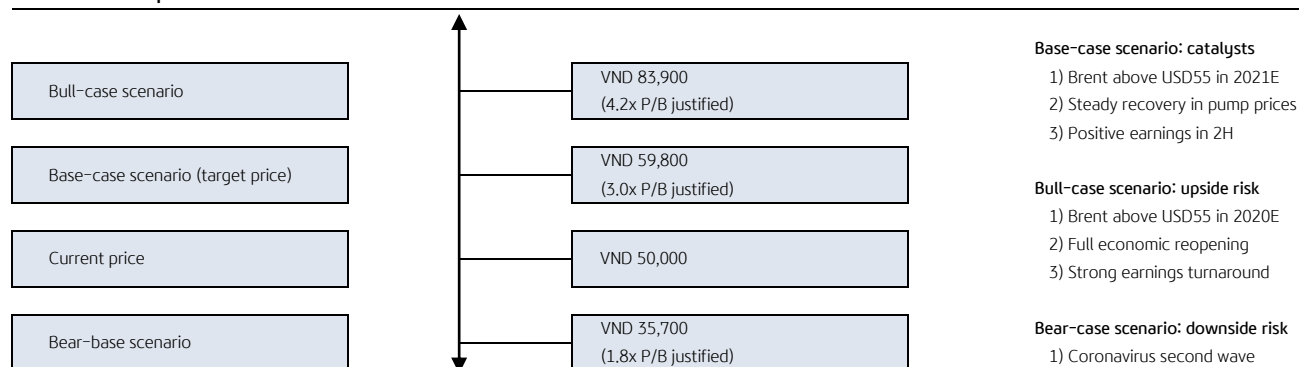 Bull-case scenario
VND 83,900
(4.2x P/B justified)
Base-case scenario (target price)
VND 59,800
(3.0x P/B justified)
Current price
VND 50,000
Bear-base scenario
VND 35,700
(1.8x P/B justified)
Base-case scenario: catalysts
1) Brent above USD55 in 2021E
2) Steady recovery in pump prices
3) Positive earnings in 2H
Bull-case scenario: upside risk
1) Brent above USD55 in 2020E
2) Full economic reopening
3) Strong earnings turnaround
Bear-case scenario: downside risk
1) Coronavirus second wave